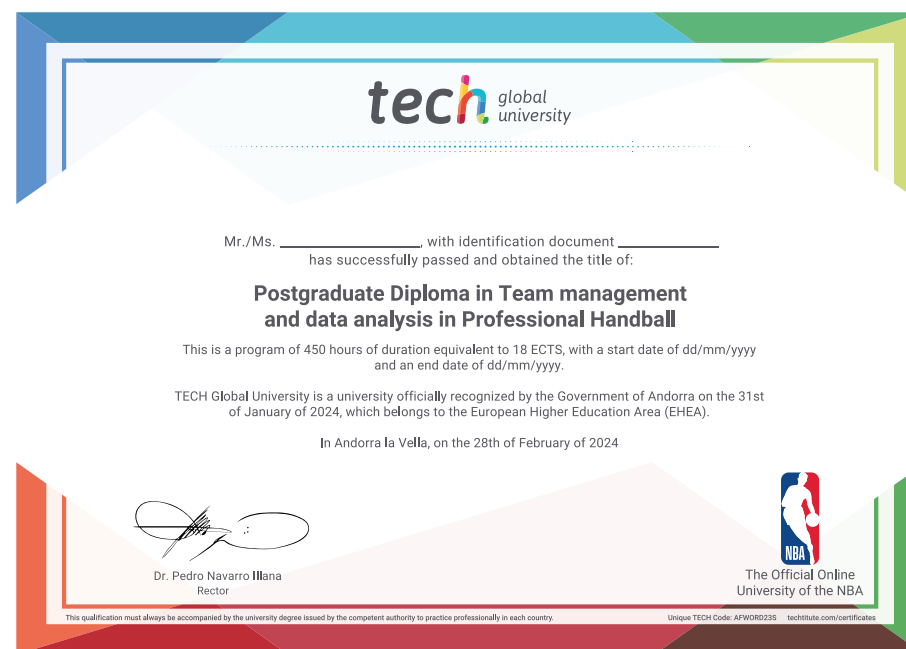 tech global university
Mr./Ms. ____________________, with identification document ______________
has successfully passed and obtained the title of:
Postgraduate Diploma in Team management
and data analysis in Professional Handball
This is a program of 450 hours of duration equivalent to 18 ECTS, with a start date of dd/mm/yyyy
and an end date of dd/mm/yyyy.
TECH Global University is a university officially recognized by the Government of Andorra on the 31st
of January of 2024, which belongs to the European Higher Education Area (EHEA).
In Andorra la Vella, on the 28th of February of 2024
Dr. Pedro Navarro Illana
Rector
NBA
The Official Online
University of the NBA
This qualification must always be accompanied by the university degree issued by the competent authority to practice professionally in each country.
Unique TECH Code: AFWORD23S techtitute.com/certificates